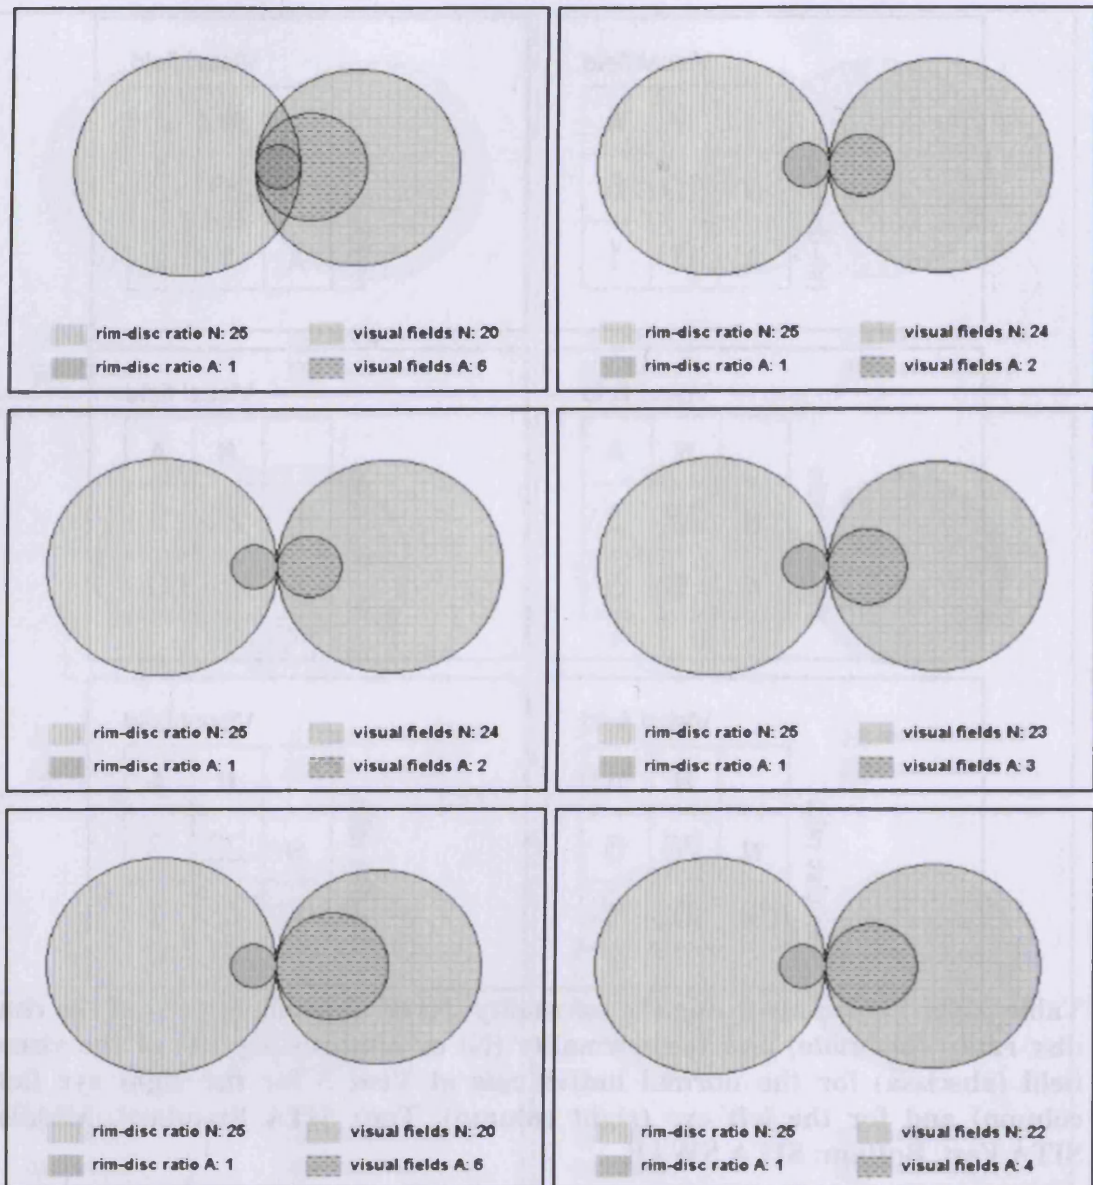 rim-disc ratio N: 25 visual fields N: 20
rim-disc ratio A: 1 visual fields A: 6
rim-disc ratio N: 25 visual fields N: 24
rim-disc ratio A: 1 visual fields A: 2
rim-disc ratio N: 25 visual fields N: 24
rim-disc ratio A: 1 visual fields A: 2
rim-disc ratio N: 25 visual fields N: 23
rim-disc ratio A: 1 visual fields A: 3
rim-disc ratio N: 25 visual fields N: 20
rim-disc ratio A: 1 visual fields A: 6
rim-disc ratio N: 25 visual fields N: 22
rim-disc ratio A: 1 visual fields A: 4